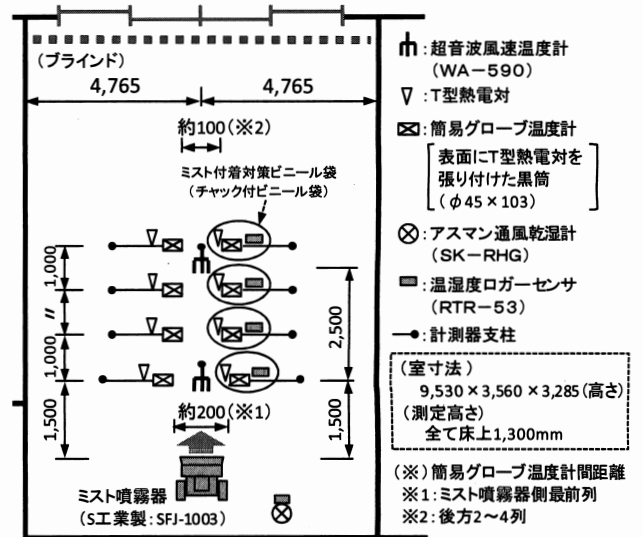 (ブラインド)
4,765
4,765
約100(※2)
ミスト付着対策ビニール袋
(チャック付ビニール袋)
1,000
〃
1,000
1,500
2,500
1,500
約200(※1)
ミスト噴霧器
(S工業製:SFJ-1003)
:超音波風速温度計
(WA-590)
:T型熱電対
:簡易グローブ温度計
表面にT型熱電対を
張り付けた黒筒
(φ45×103)
:アスマン通風乾湿計
(SK-RHG)
:温湿度ロガーセンサ
(RTR-53)
:計測器支柱
(室寸法)
9,530×3,560×3,285(高さ)
(測定高さ)
全て床上1,300mm
(※)簡易グローブ温度計間距離
※1:ミスト噴霧器側最前列
※2:後方2~4列